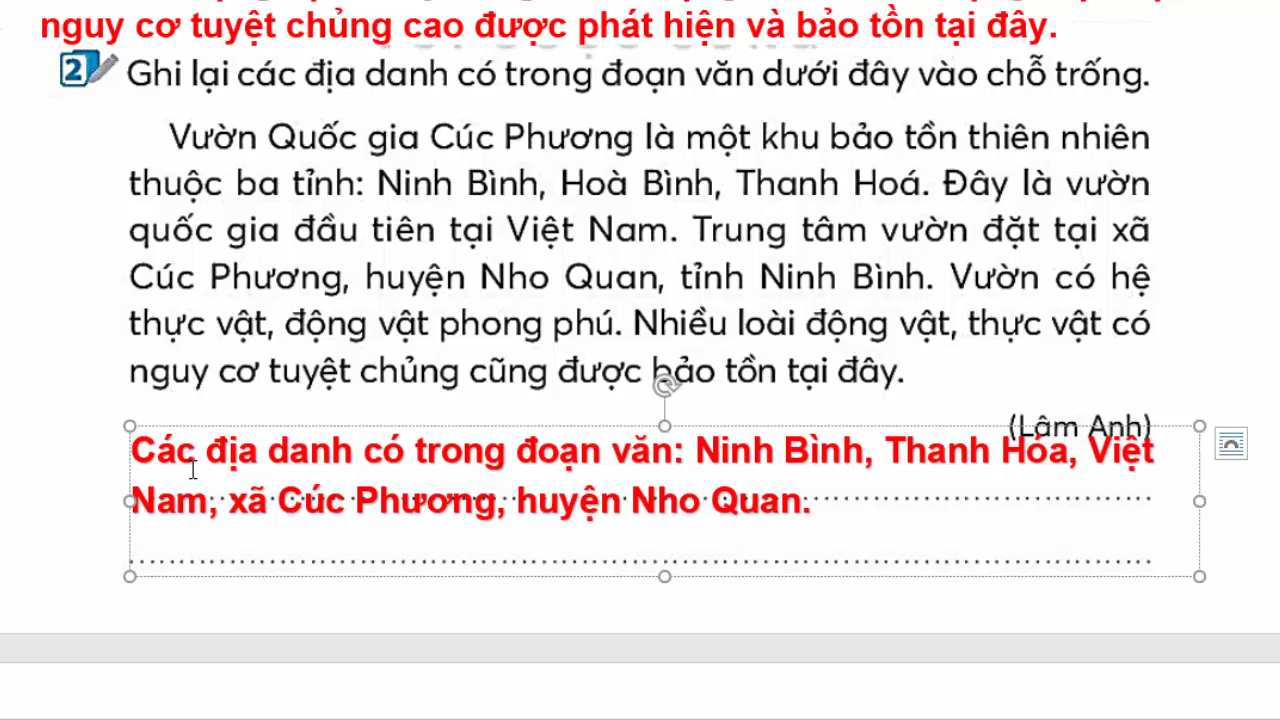 nguy cơ tuyệt chủng cao được phát hiện và bảo tồn tại đây.
2 Ghi lại các địa danh có trong đoạn văn dưới đây vào chỗ trống.
Vườn Quốc gia Cúc Phương là một khu bảo tồn thiên nhiên
thuộc ba tỉnh: Ninh Bình, Hoà Bình, Thanh Hoá. Đây là vườn
quốc gia đầu tiên tại Việt Nam. Trung tâm vườn đặt tại xã
Cúc Phương, huyện Nho Quan, tỉnh Ninh Bình. Vườn có hệ
thực vật, động vật phong phú. Nhiều loài động vật, thực vật có
nguy cơ tuyệt chủng cũng được bảo tồn tại đây.
(Lâm Anh)
Các địa danh có trong đoạn văn: Ninh Bình, Thanh Hóa, Việt
Nam, xã Cúc Phương, huyện Nho Quan.